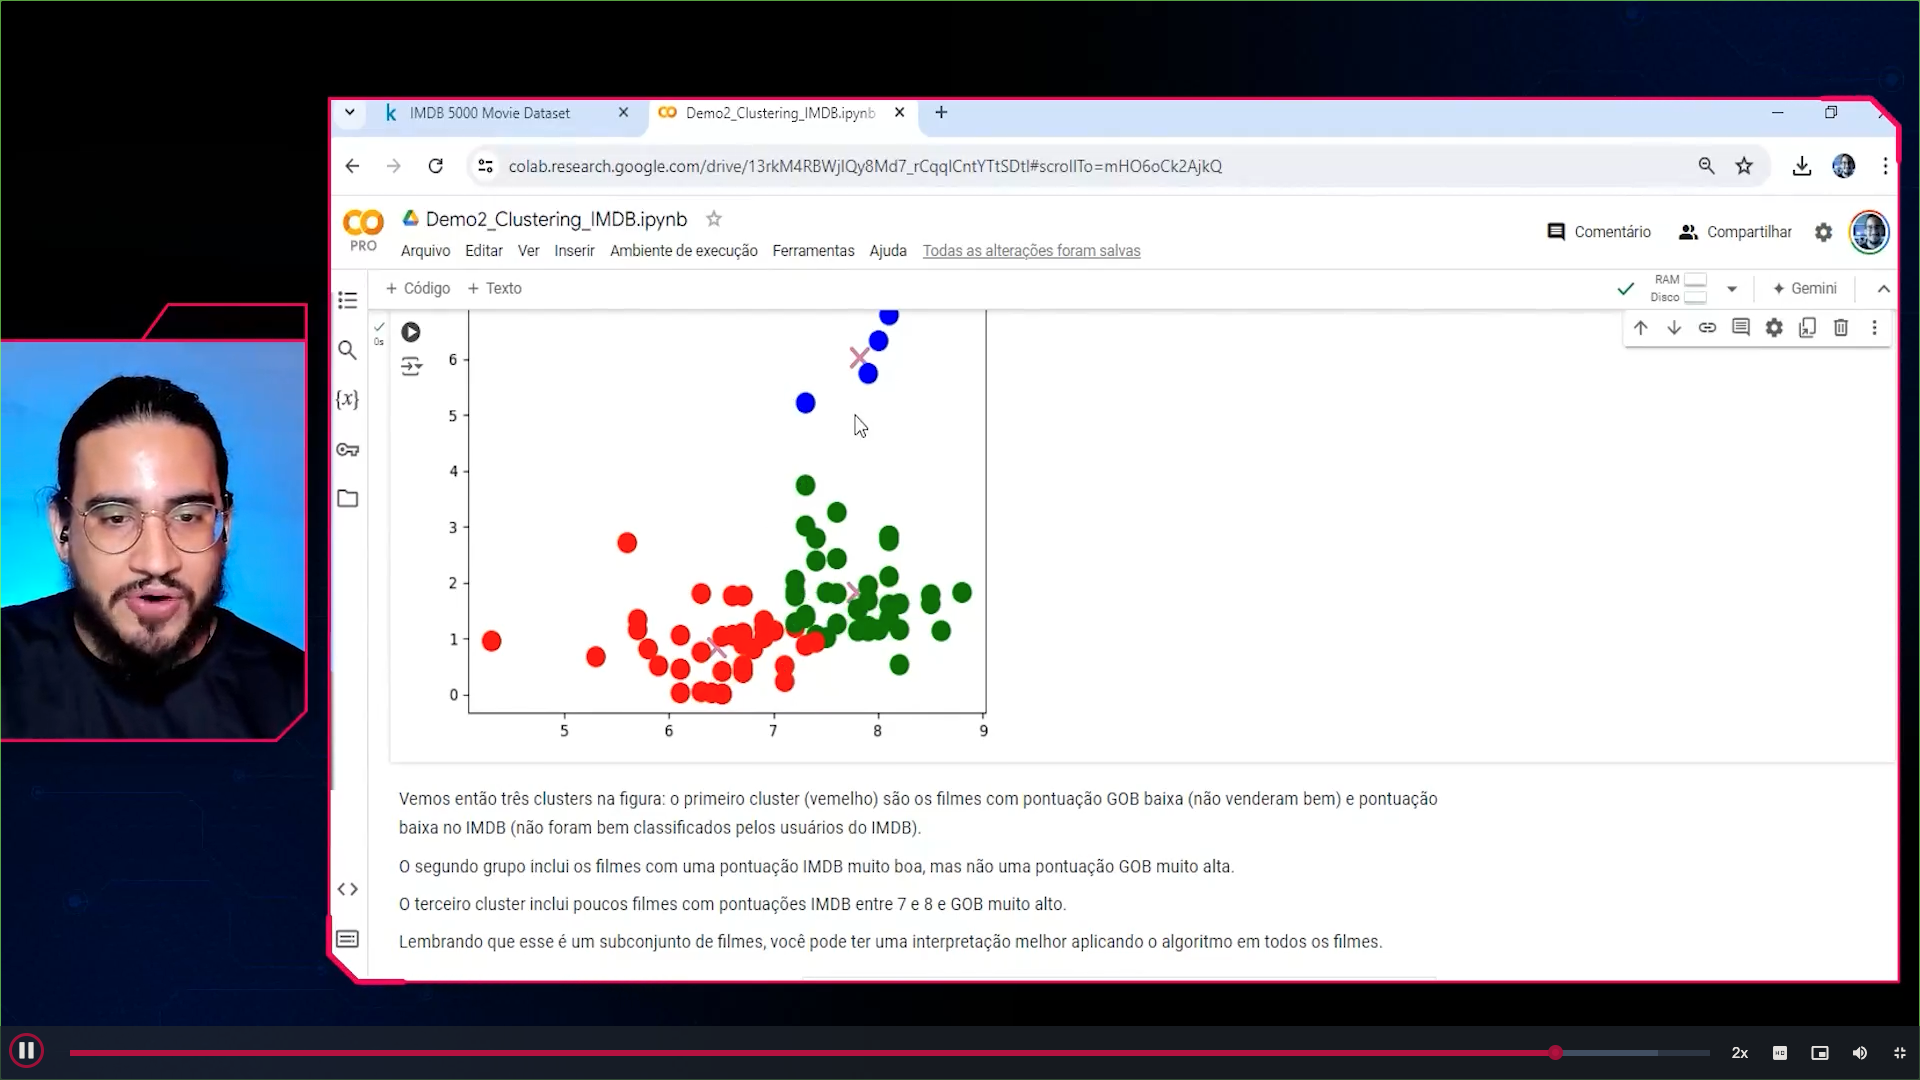 IMDB 5000 Movie Dataset
Demo2_Clustering_IMDB.ipynb
colab.research.google.com/drive/13rkM4RBWjIQy8Md7_rCqqlCntYTtSDtl#scrollTo=mHO6oCk2AjkQ
CO
PRO
Demo2_Clustering_IMDB.ipynb
Comentário
Compartilhar
Arquivo Editar Ver Inserir Ambiente de execução Ferramentas Ajuda Todas as alterações foram salvas
+ Código + Texto
RAM
Disco
Gemini
0s
{x}
6
5
4
3
2
1
0
5 6 7 8 9
Vemos então três clusters na figura: o primeiro cluster (vemelho) são os filmes com pontuação GOB baixa (não venderam bem) e pontuação
baixa no IMDB (não foram bem classificados pelos usuários do IMDB).
O segundo grupo inclui os filmes com uma pontuação IMDB muito boa, mas não uma pontuação GOB muito alta.
O terceiro cluster inclui poucos filmes com pontuações IMDB entre 7 e 8 e GOB muito alto.
Lembrando que esse é um subconjunto de filmes, você pode ter uma interpretação melhor aplicando o algoritmo em todos os filmes.
2x